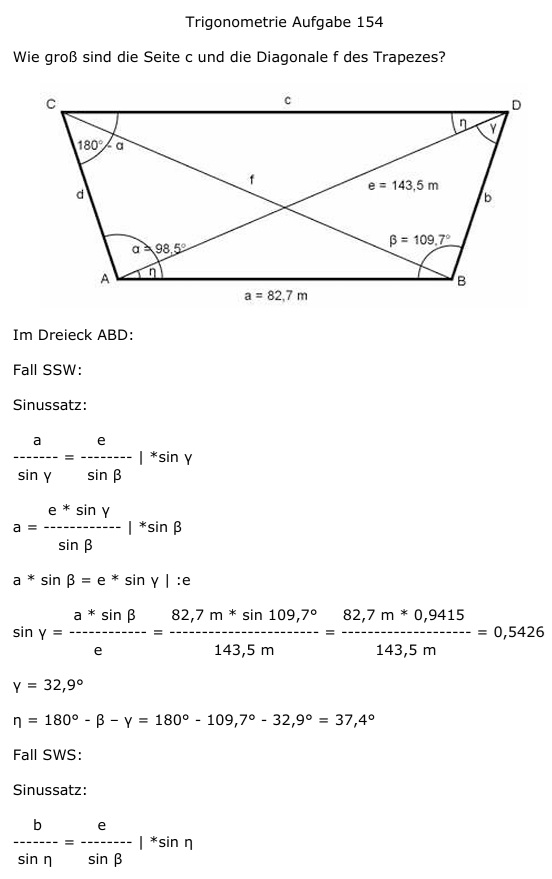 Trigonometrie Aufgabe 154
Wie groß sind die Seite c und die Diagonale f des Trapezes?
C
c
D
180° - α
η
γ
f
e = 143,5 m
d
b
α = 98,5°
β = 109,7°
A
η
B
a = 82,7 m
Im Dreieck ABD:
Fall SSW:
Sinussatz:
a e
------- = -------- | *sin γ
sin γ sin β
e * sin γ
a = ------------ | *sin β
sin β
a * sin β = e * sin γ | :e
a * sin β 82,7 m * sin 109,7° 82,7 m * 0,9415
sin γ = ------------ = ----------------------- = -------------------- = 0,5426
e 143,5 m 143,5 m
γ = 32,9°
η = 180° - β – γ = 180° - 109,7° - 32,9° = 37,4°
Fall SWS:
Sinussatz:
b e
------- = -------- | *sin η
sin η sin β